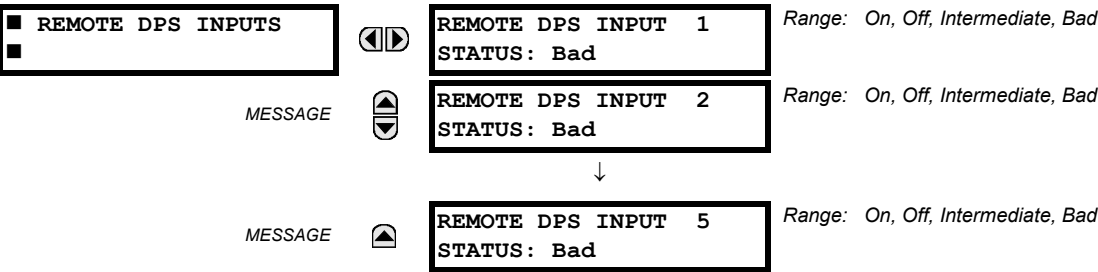 ■ REMOTE DPS INPUTS
■
REMOTE DPS INPUT 1
STATUS: Bad
Range: On, Off, Intermediate, Bad
MESSAGE
REMOTE DPS INPUT 2
STATUS: Bad
Range: On, Off, Intermediate, Bad
↓
MESSAGE
REMOTE DPS INPUT 5
STATUS: Bad
Range: On, Off, Intermediate, Bad